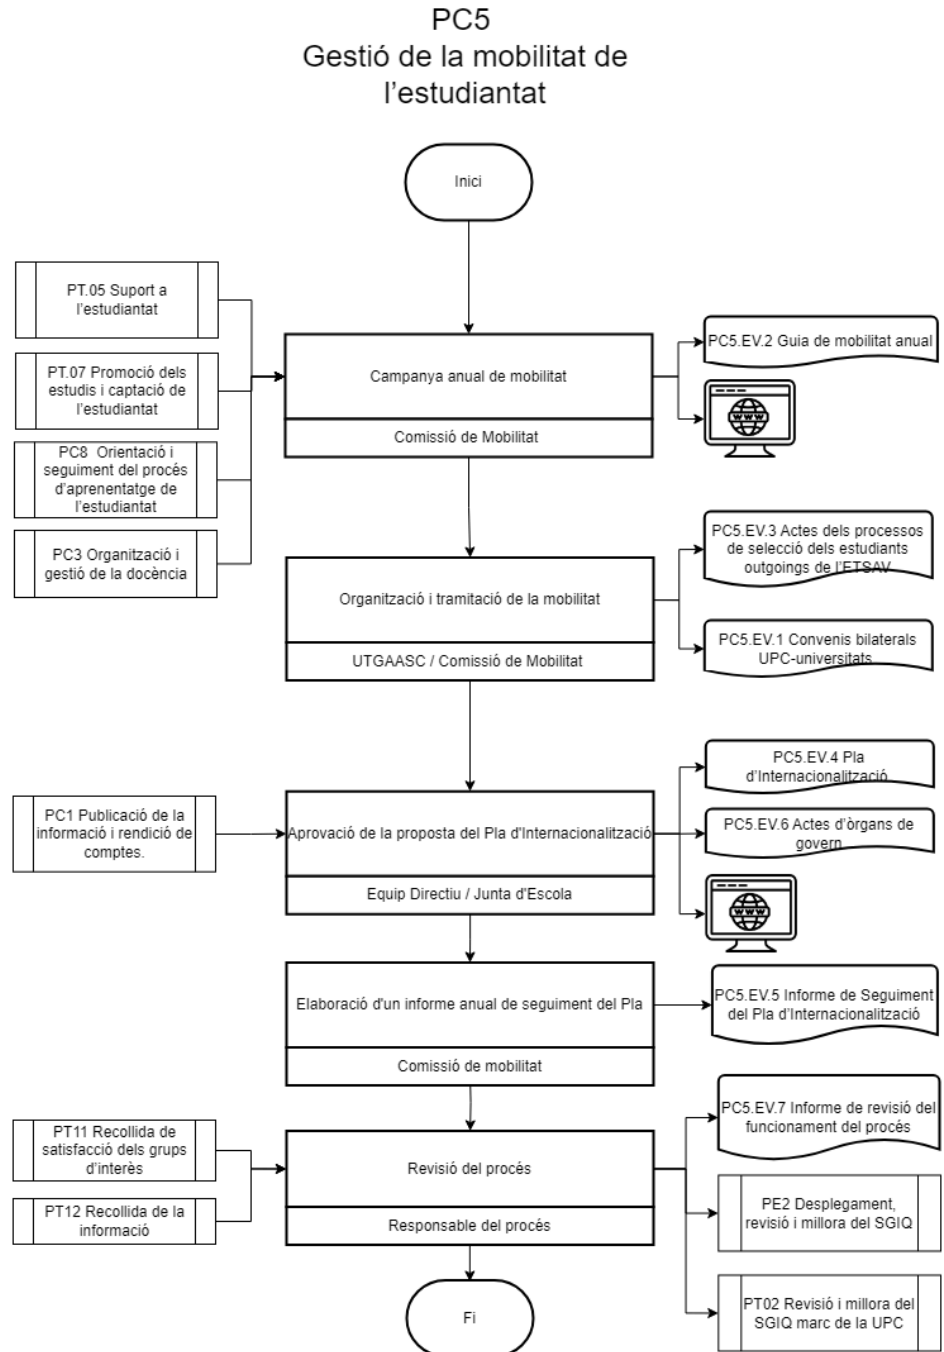 PC5
Gestió de la mobilitat de
l'estudiantat
Inici
PT.05 Suport a
l'estudiantat
PT.07 Promoció dels
estudis i captació de
l'estudiantat
PC8 Orientació i
seguiment del procés
d'aprenentatge de
l'estudiantat
PC3 Organització i
gestió de la docència
Campanya anual de mobilitat
Comissió de Mobilitat
PC5.EV.2 Guia de mobilitat anual
WWW
Organització i tramitació de la mobilitat
UTGAASC / Comissió de Mobilitat
PC5.EV.3 Actes dels processos
de selecció dels estudiants
outgoings de l'ETSAV
PC5.EV.1 Convenis bilaterals
UPC-universitats
PC1 Publicació de la
informació i rendició de
comptes.
Aprovació de la proposta del Pla d'Internacionalització
Equip Directiu / Junta d'Escola
PC5.EV.4 Pla
d'Internacionalització
PC5.EV.6 Actes d'òrgans de
govern
WWW
Elaboració d'un informe anual de seguiment del Pla
Comissió de mobilitat
PC5.EV.5 Informe de Seguiment
del Pla d'Internacionalització
PT11 Recollida de
satisfacció dels grups
d'interès
PT12 Recollida de la
informació
Revisió del procés
Responsable del procés
PC5.EV.7 Informe de revisió del
funcionament del procés
PE2 Desplegament,
revisió i millora del SGIQ
PT02 Revisió i millora del
SGIQ marc de la UPC
Fi